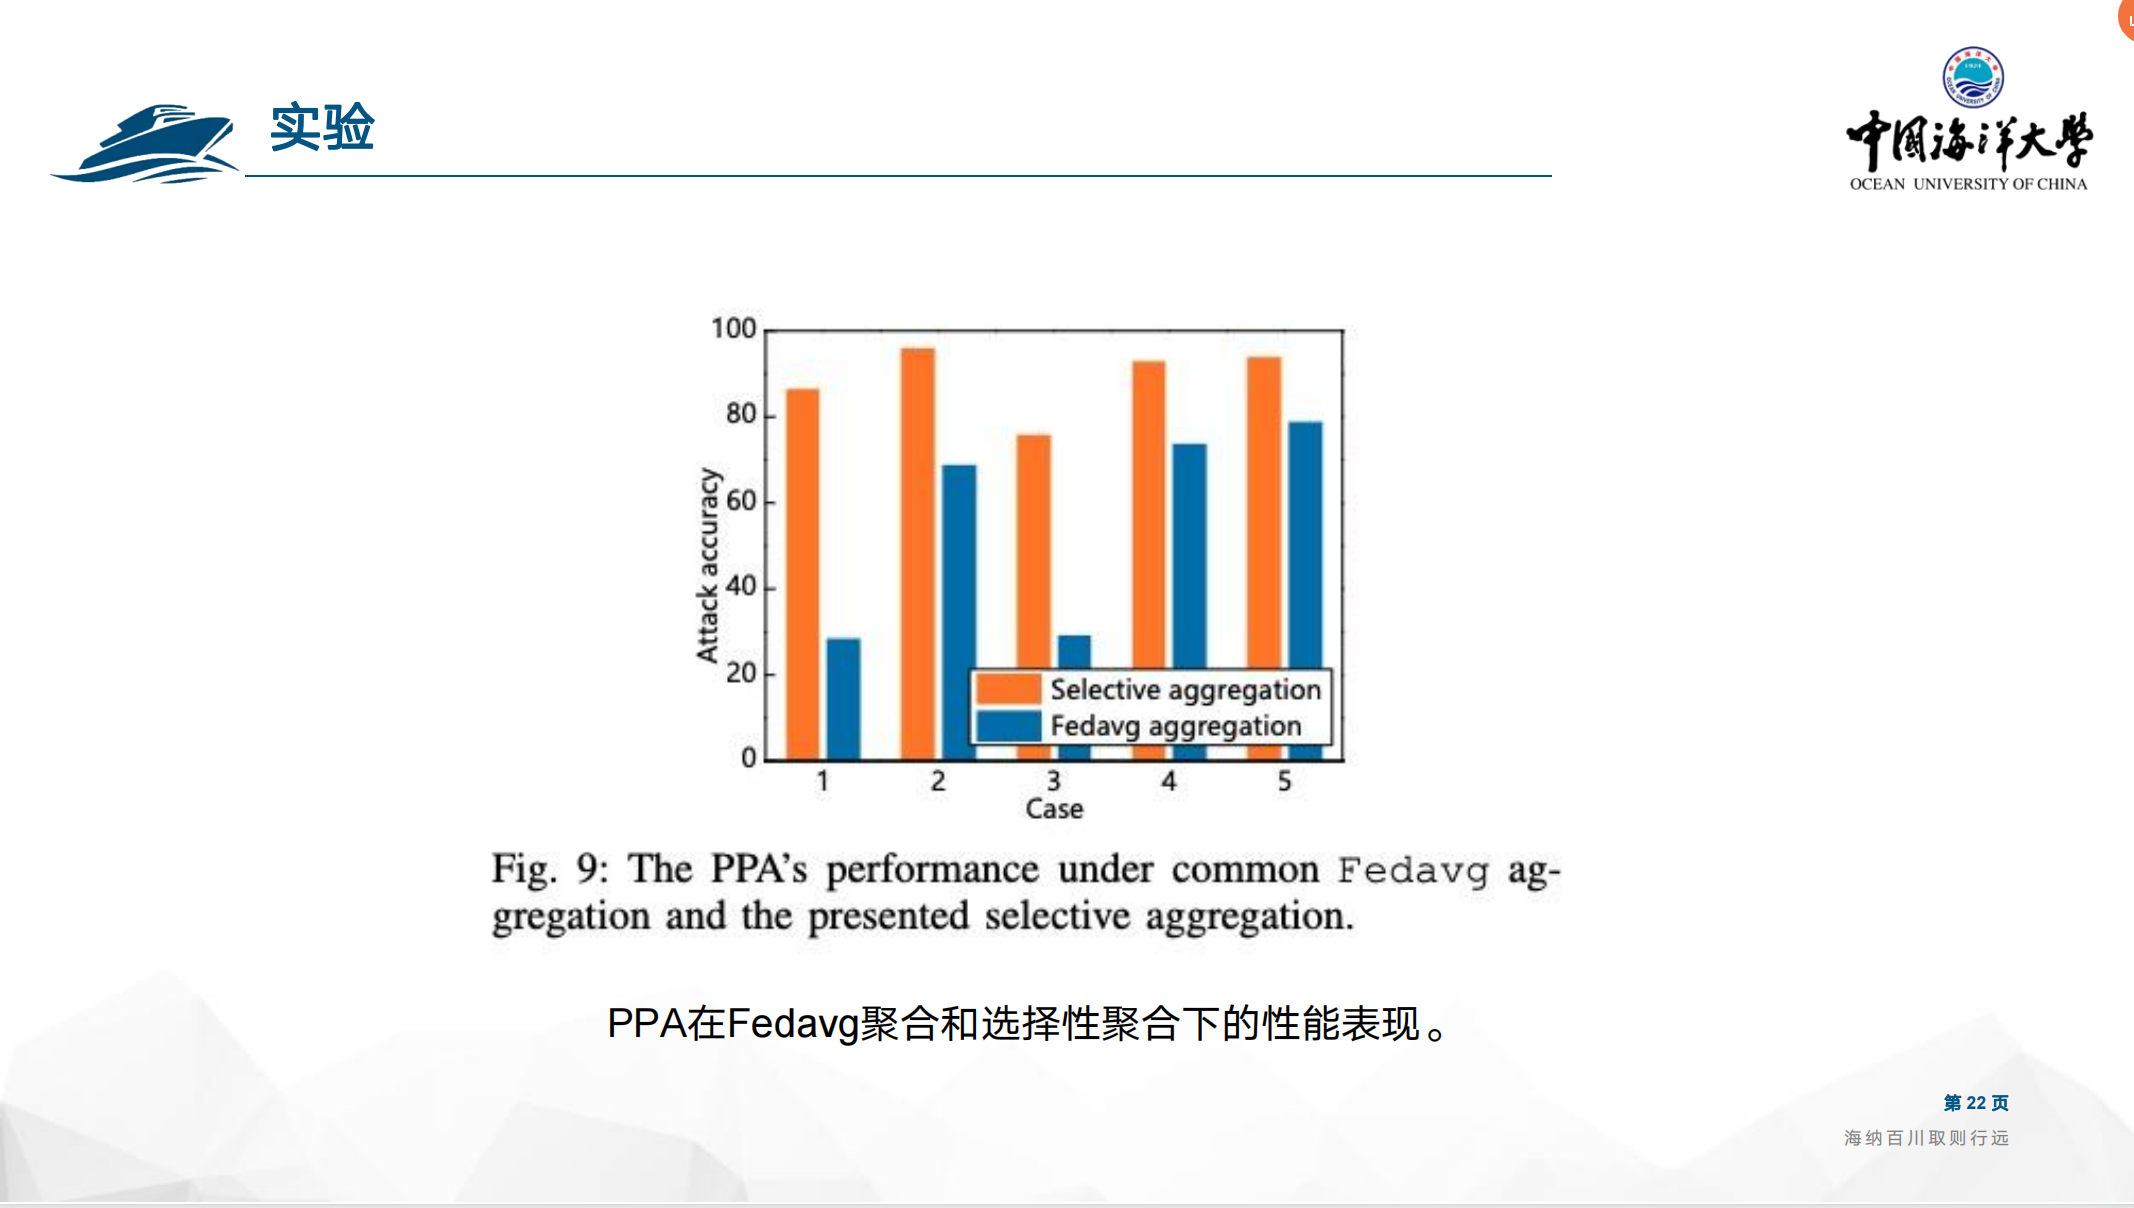 实验
中国海洋大學
OCEAN UNIVERSITY OF CHINA
100
80
60
40
20
0
Attack accuracy
Selective aggregation
Fedavg aggregation
1 2 3 4 5
Case
Fig. 9: The PPA's performance under common Fedavg ag-
gregation and the presented selective aggregation.
PPA在Fedavg聚合和选择性聚合下的性能表现。
第 22 页
海纳百川取则行远